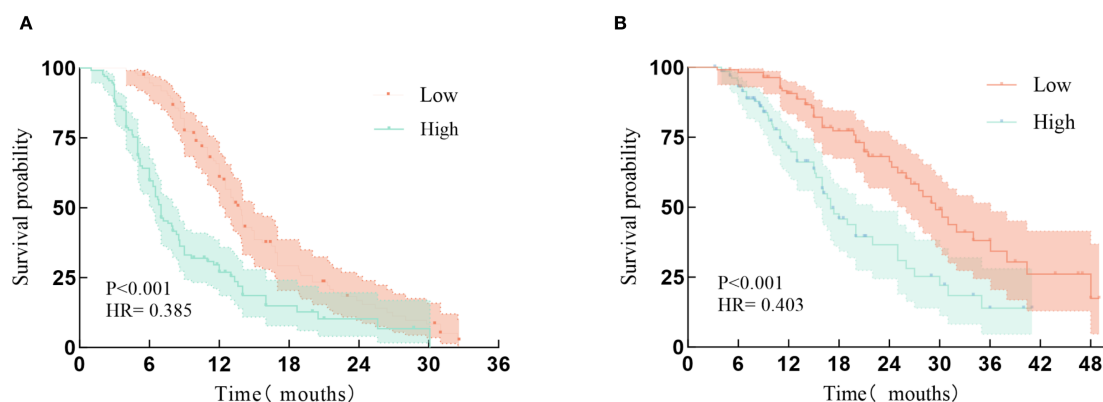 A
Survival proability
100
75
50
25
0
Low
High
P<0.001
HR= 0.385
0 6 12 18 24 30 36
Time( mouths)
B
Survival proability
100
75
50
25
0
Low
High
P<0.001
HR= 0.403
0 6 12 18 24 30 36 42 48
Time( mouths)